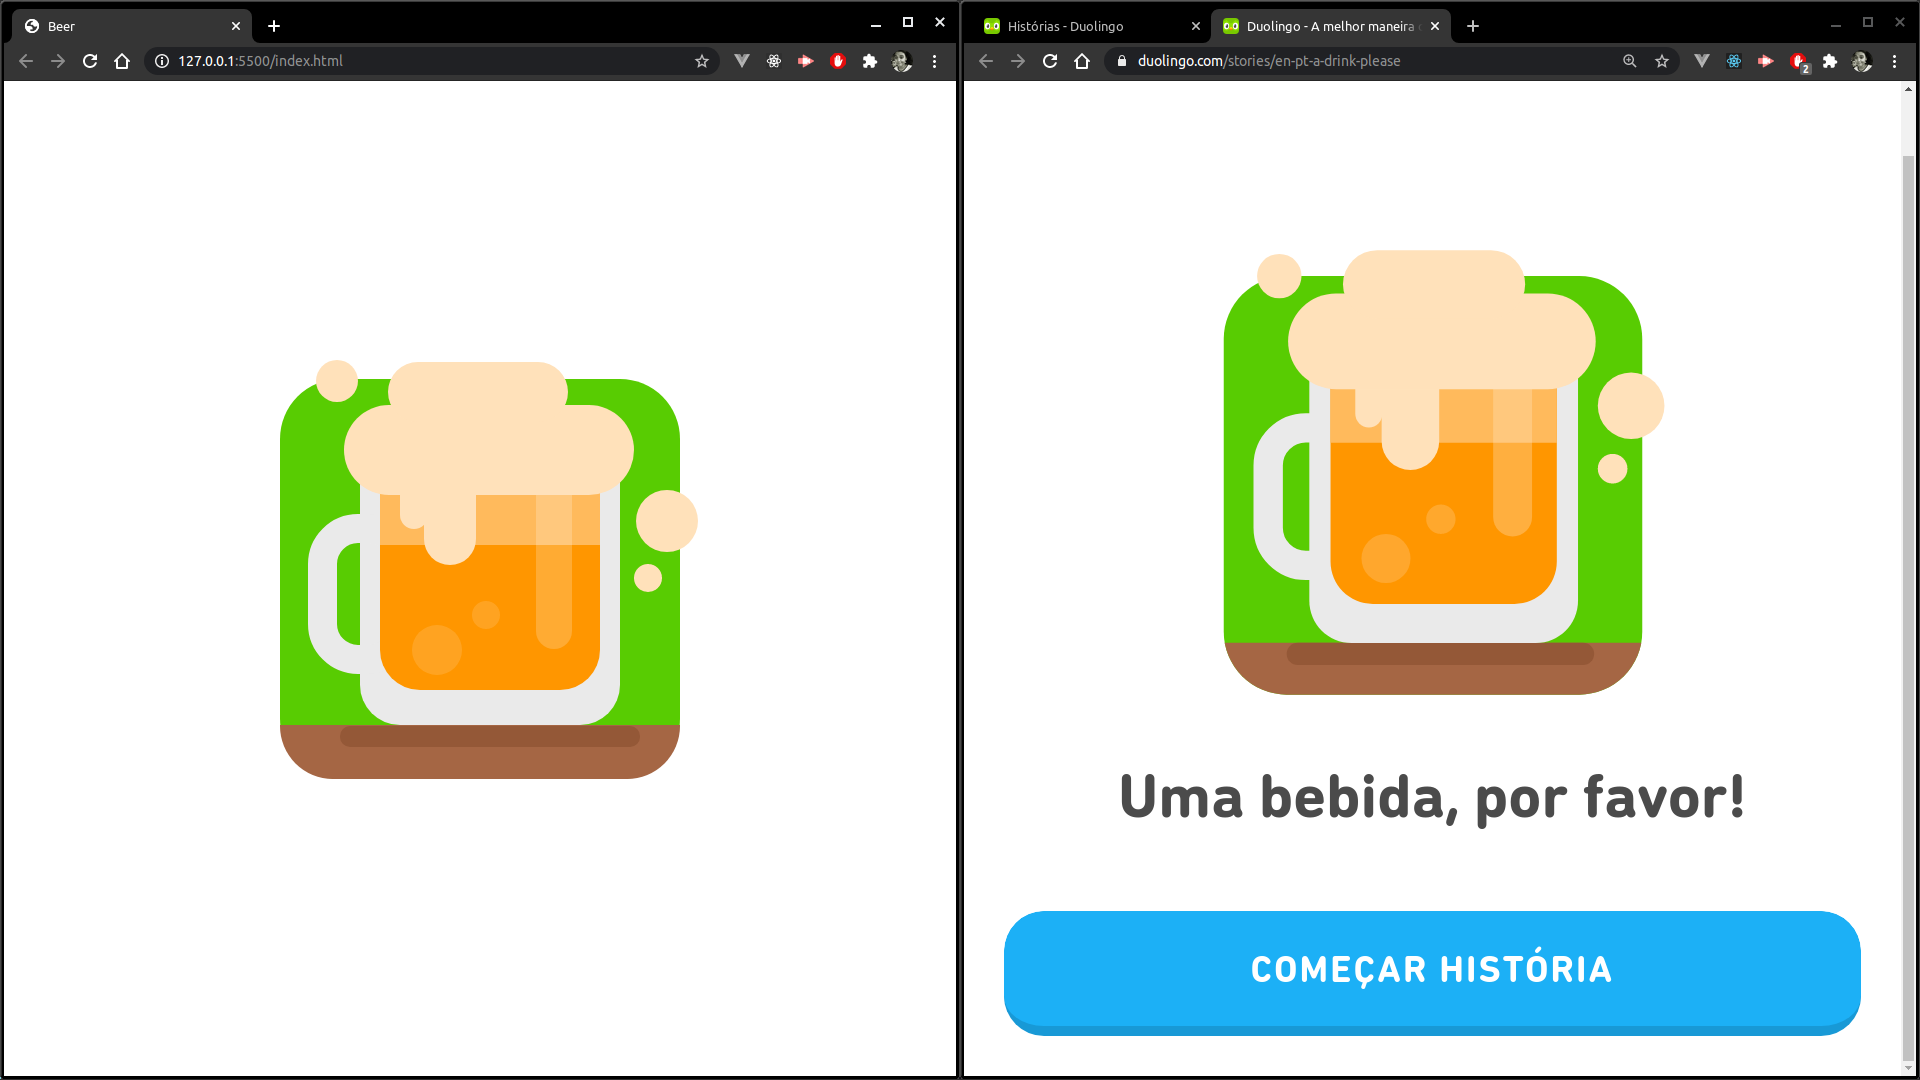 Beer
127.0.0.1:5500/index.html
Histórias - Duolingo
Duolingo - A melhor maneira
duolingo.com/stories/en-pt-a-drink-please
2
Uma bebida, por favor!
COMEÇAR HISTÓRIA